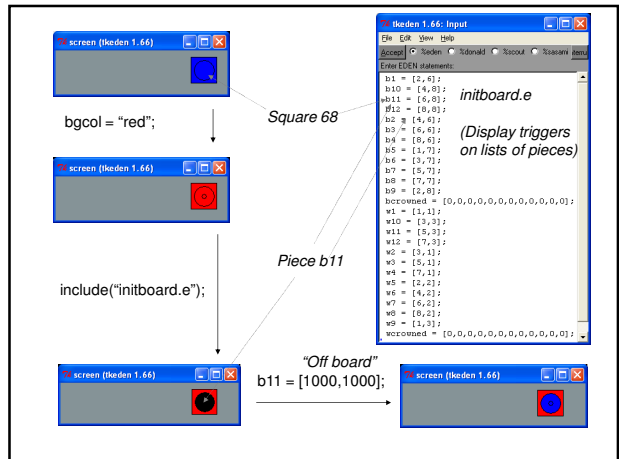 screen (tkeden 1.66)
bgcol = “red”;
screen (tkeden 1.66)
include(“initboard.e”);
screen (tkeden 1.66)
Square 68
Piece b11
“Off board”
b11 = [1000,1000];
screen (tkeden 1.66)
tkeden 1.66: Input
File Edit View Help
Accept %eden %donald %scout %sasami
Enter EDEN statements:
b1 = [2,6];
b10 = [4,8];
b11 = [6,8];
b12 = [8,8];
b2 = [4,6];
b3 = [6,6];
b4 = [8,6];
b5 = [1,7];
b6 = [3,7];
b7 = [5,7];
b8 = [7,7];
b9 = [2,8];
bcrowned = [0,0,0,0,0,0,0,0,0,0,0,0];
w1 = [1,1];
w10 = [3,3];
w11 = [5,3];
w12 = [7,3];
w2 = [3,1];
w3 = [5,1];
w4 = [7,1];
w5 = [2,2];
w6 = [4,2];
w7 = [6,2];
w8 = [8,2];
w9 = [1,3];
wcrowned = [0,0,0,0,0,0,0,0,0,0,0,0];
initboard.e
(Display triggers
on lists of pieces)